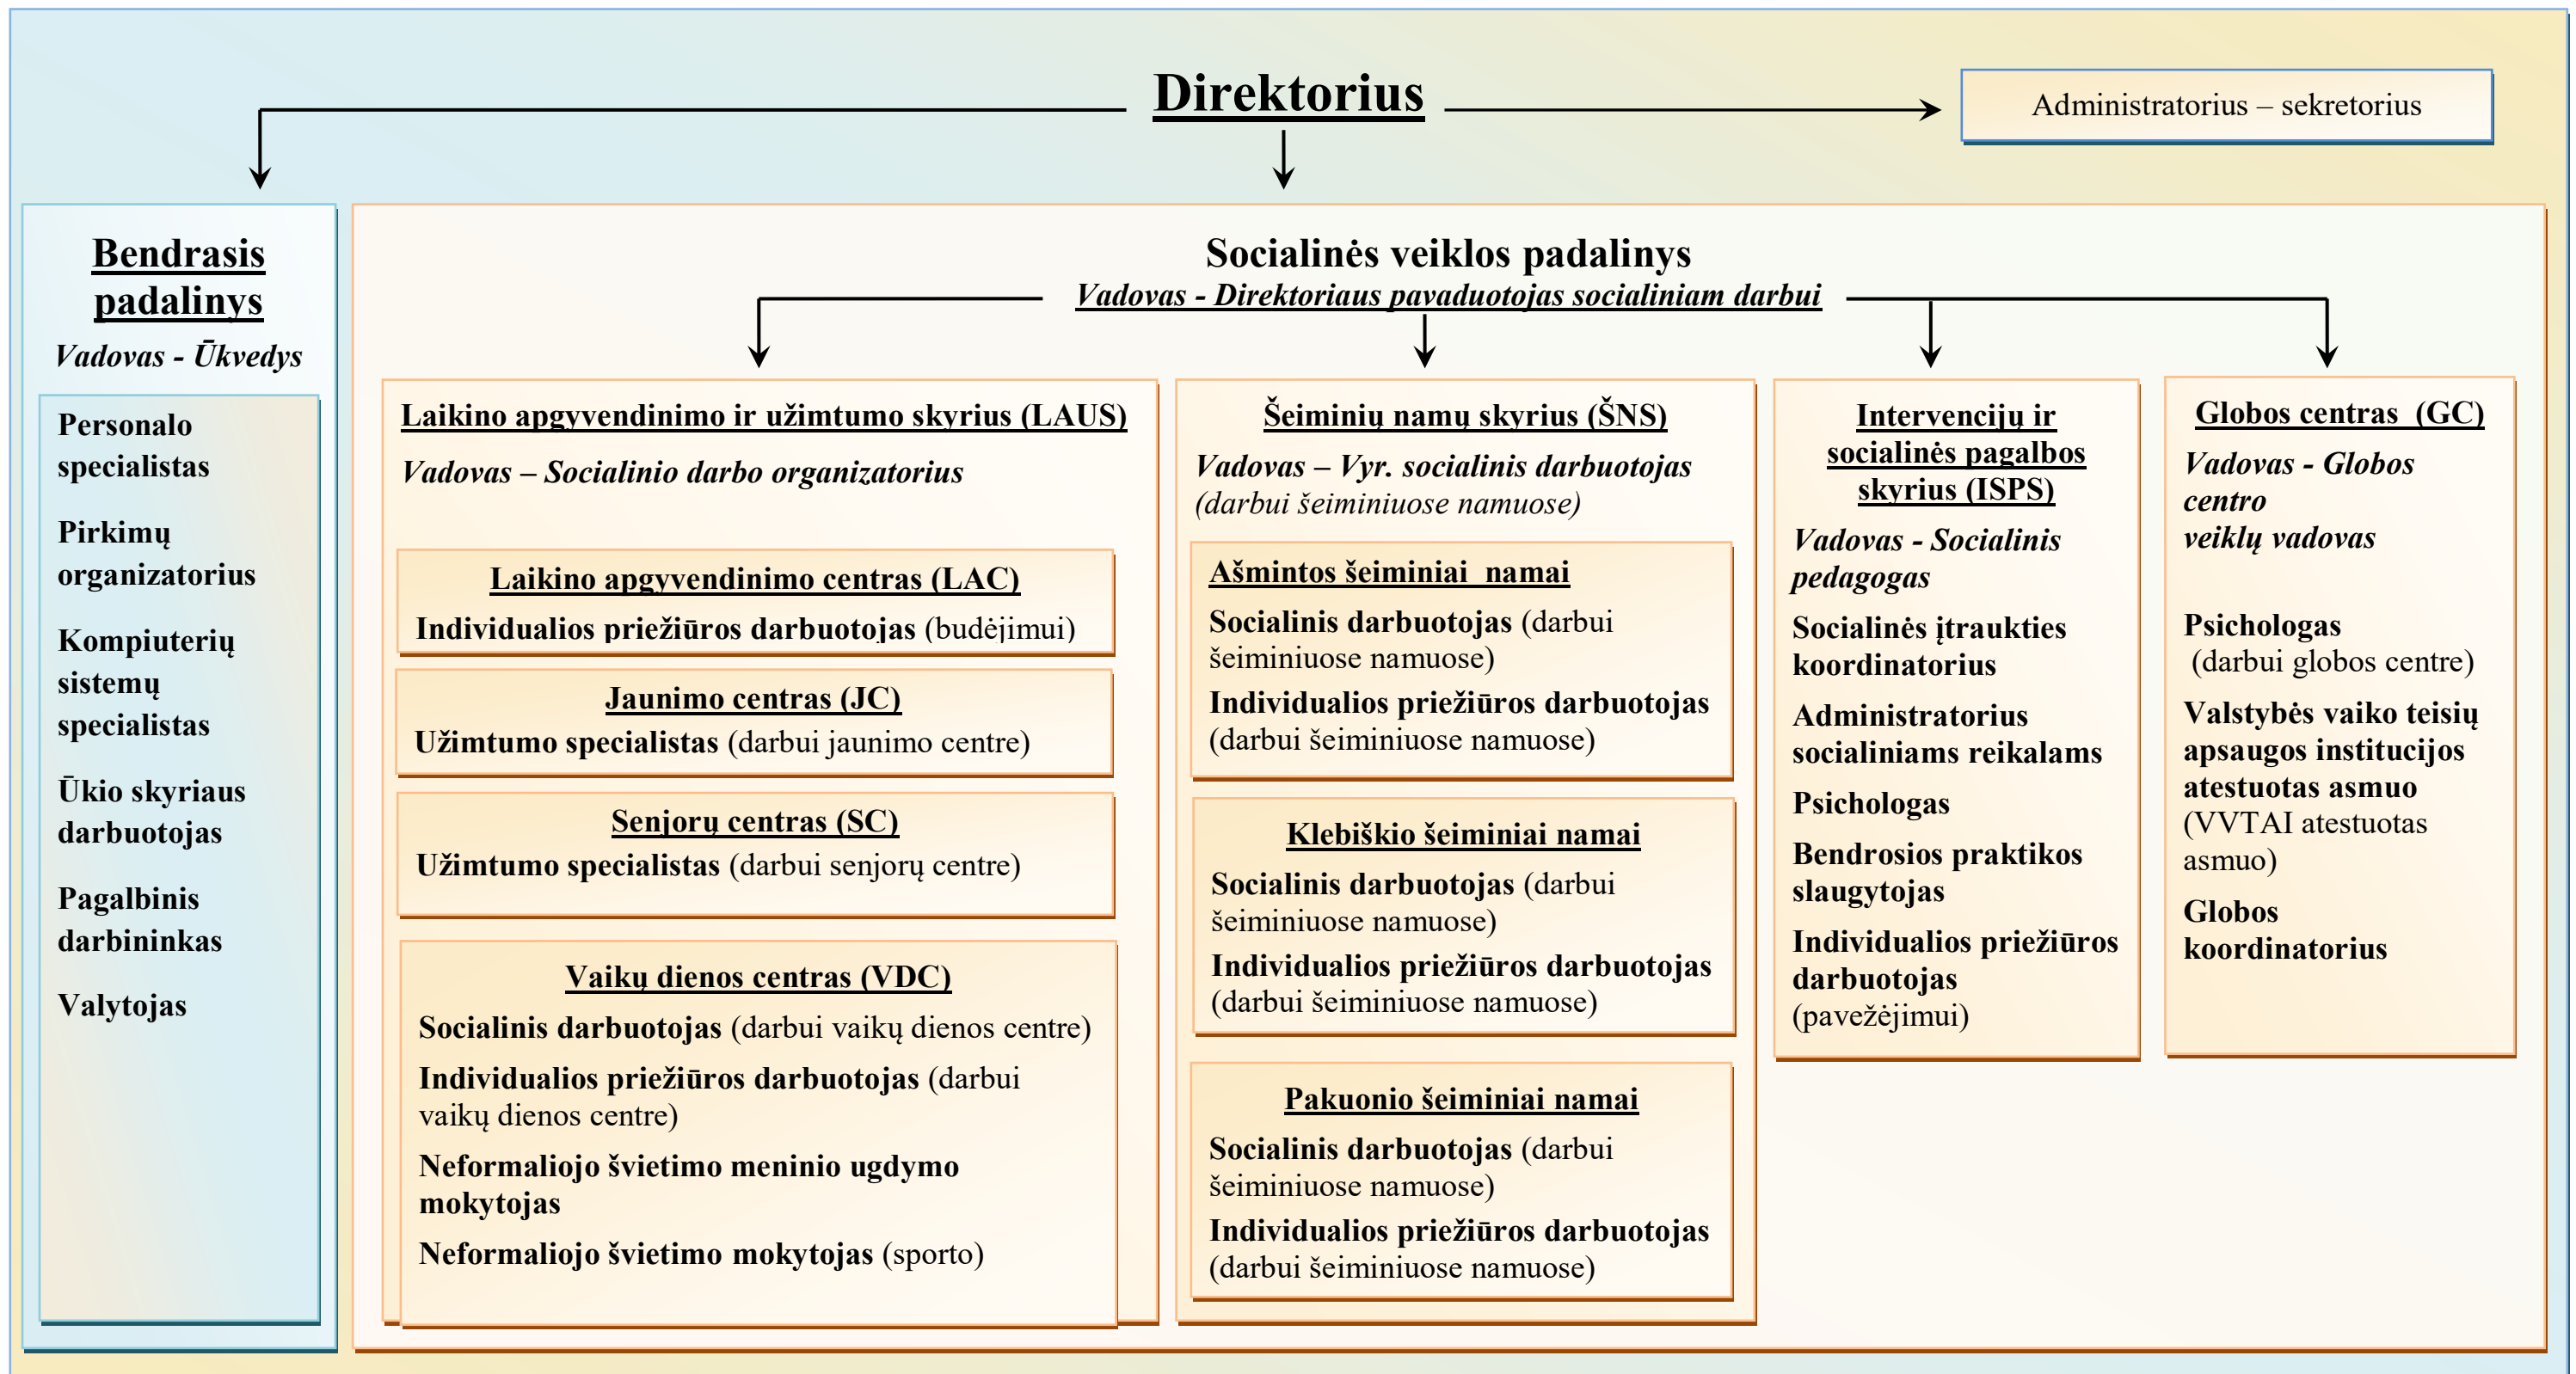 Direktorius
Administratorius – sekretorius
Bendrasis
padalinys
Vadovas - Ūkvedys
Personalo
specialistas
Pirkimų
organizatorius
Kompiuterių
sistemų
specialistas
Ūkio skyriaus
darbuotojas
Pagalbinis
darbininkas
Valytojas
Socialinės veiklos padalinys
Vadovas - Direktoriaus pavaduotojas socialiniam darbui
Laikino apgyvendinimo ir užimtumo skyrius (LAUS)
Vadovas – Socialinio darbo organizatorius
Laikino apgyvendinimo centras (LAC)
Individualios priežiūros darbuotojas (budėjimui)
Jaunimo centras (JC)
Užimtumo specialistas (darbui jaunimo centre)
Senjorų centras (SC)
Užimtumo specialistas (darbui senjorų centre)
Vaikų dienos centras (VDC)
Socialinis darbuotojas (darbui vaikų dienos centre)
Individualios priežiūros darbuotojas (darbui
vaikų dienos centre)
Neformaliojo švietimo meninio ugdymo
mokytojas
Neformaliojo švietimo mokytojas (sporto)
Šeiminių namų skyrius (ŠNS)
Vadovas – Vyr. socialinis darbuotojas
(darbui šeiminiuose namuose)
Ašmintos šeiminiai  namai
Socialinis darbuotojas (darbui
šeiminiuose namuose)
Individualios priežiūros darbuotojas
(darbui šeiminiuose namuose)
Klebiškio šeiminiai namai
Socialinis darbuotojas (darbui
šeiminiuose namuose)
Individualios priežiūros darbuotojas
(darbui šeiminiuose namuose)
Pakuonio šeiminiai namai
Socialinis darbuotojas (darbui
šeiminiuose namuose)
Individualios priežiūros darbuotojas
(darbui šeiminiuose namuose)
Intervencijų ir
socialinės pagalbos
skyrius (ISPS)
Vadovas - Socialinis
pedagogas
Socialinės įtraukties
koordinatorius
Administratorius
socialiniams reikalams
Psichologas
Bendrosios praktikos
slaugytojas
Individualios priežiūros
darbuotojas
(pavežėjimui)
Globos centras  (GC)
Vadovas - Globos
centro
veiklų vadovas
Psichologas
(darbui globos centre)
Valstybės vaiko teisių
apsaugos institucijos
atestuotas asmuo
(VVTAI atestuotas
asmuo)
Globos
koordinatorius